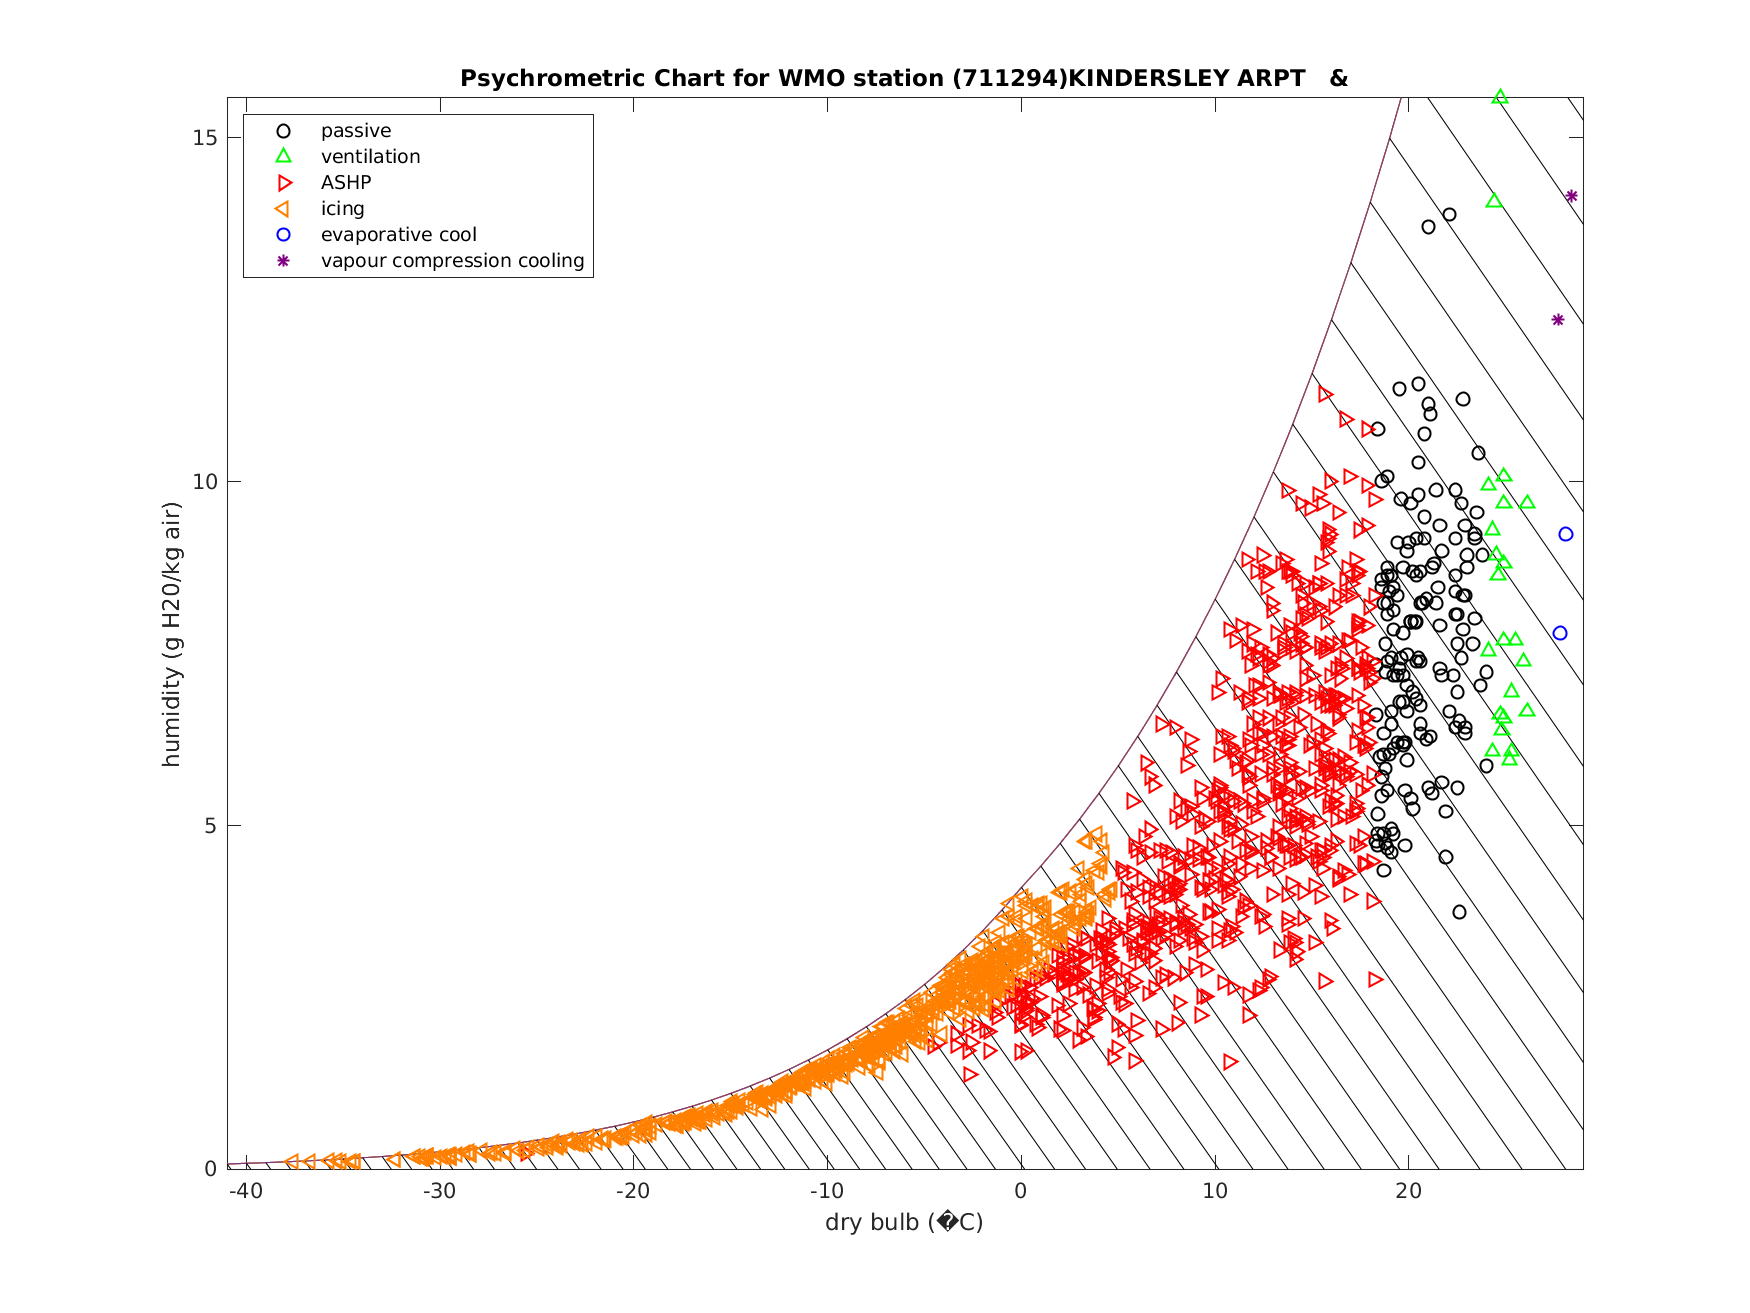 Psychrometric Chart for WMO station (711294)KINDERSLEY ARPT &
passive
ventilation
ASHP
icing
evaporative cool
vapour compression cooling
humidity (g H20/kg air)
15
10
5
0
-40 -30 -20 -10 0 10 20
dry bulb (�C)